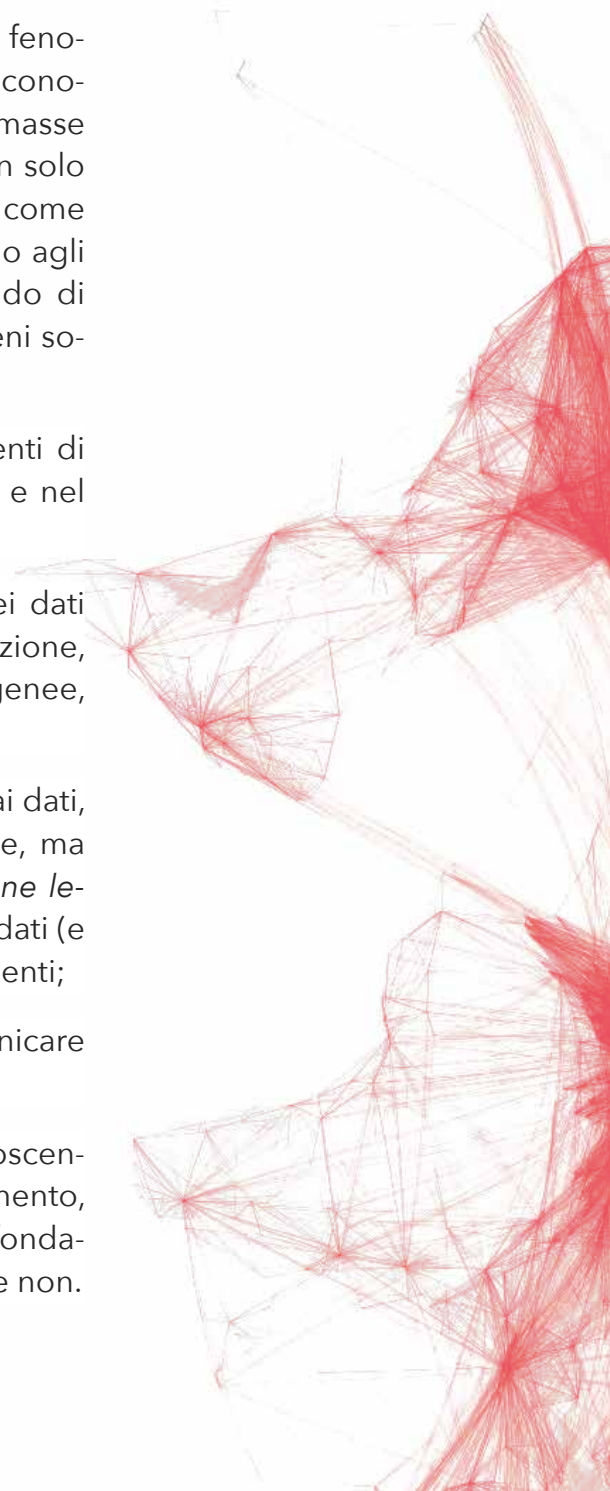 feno-
cono-
masse
n solo
come
o agli
do di
eni so-
enti di
e nel
ei dati
zione,
genee,
ai dati,
e, ma
ne le-
dati (e
enti;
nicare
oscen-
mento,
fonda-
e non.